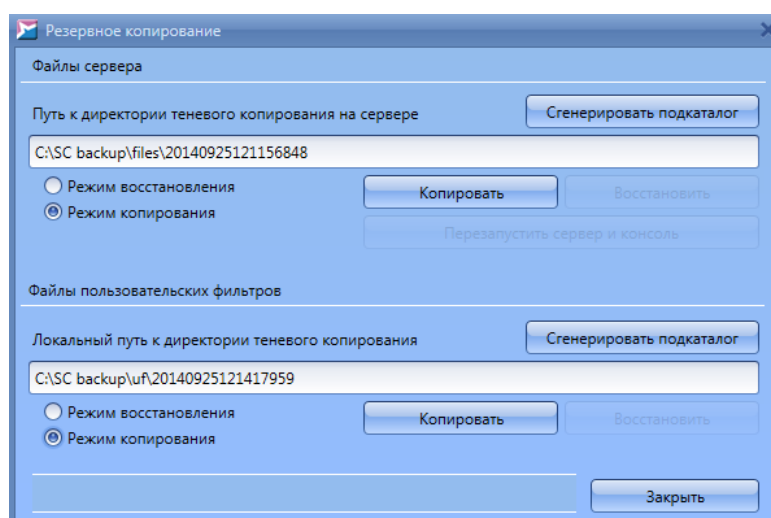 Резервное копирование
Файлы сервера
Путь к директории теневого копирования на сервере
Сгенерировать подкаталог
C:\SC backup\files\20140925121156848
Режим восстановления
Режим копирования
Копировать
Восстановить
Перезапустить сервер и консоль
Файлы пользовательских фильтров
Локальный путь к директории теневого копирования
Сгенерировать подкаталог
C:\SC backup\uf\20140925121417959
Режим восстановления
Режим копирования
Копировать
Восстановить
Закрыть